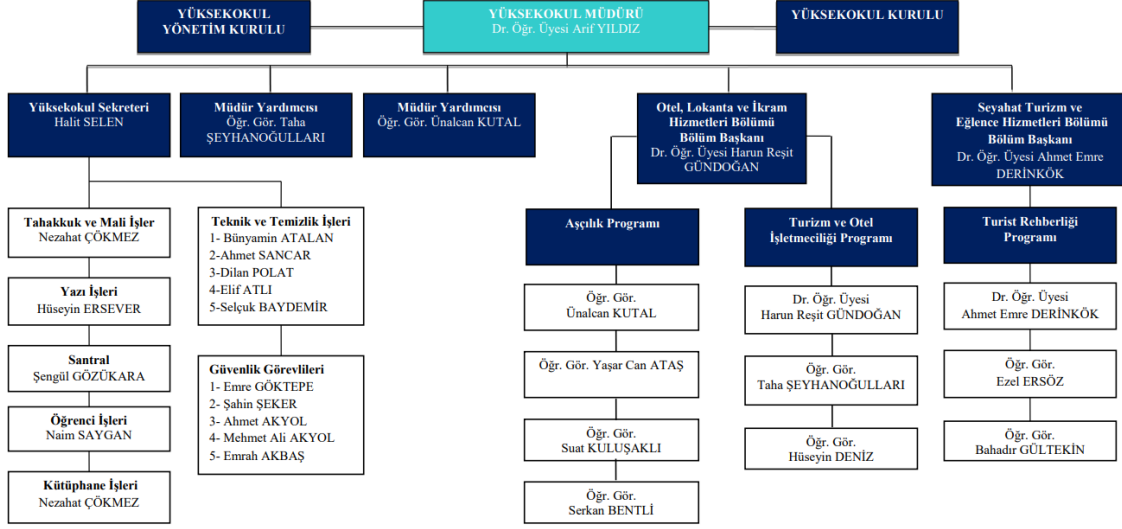 YÜKSEKOKUL
YÖNETİM KURULU
YÜKSEKOKUL MÜDÜRÜ
Dr. Öğr. Üyesi Arif YILDIZ
YÜKSEKOKUL KURULU
Yüksekokul Sekreteri
Halit SELEN
Müdür Yardımcısı
Öğr. Gör. Taha
ŞEYHANOĞULLARI
Müdür Yardımcısı
Öğr. Gör. Ünalcan KUTAL
Otel, Lokanta ve İkram
Hizmetleri Bölümü
Bölüm Başkanı
Dr. Öğr. Üyesi Harun Reşit
GÜNDOĞAN
Seyahat Turizm ve
Eğlence Hizmetleri Bölümü
Bölüm Başkanı
Dr. Öğr. Üyesi Ahmet Emre
DERİNKÖK
Tahakkuk ve Mali İşler
Nezahat ÇÖKMEZ
Yazı İşleri
Hüseyin ERSEVER
Santral
Şengül GÖZÜKARA
Öğrenci İşleri
Naim SAYGAN
Kütüphane İşleri
Nezahat ÇÖKMEZ
Teknik ve Temizlik İşleri
1- Bünyamin ATALAN
2-Ahmet SANCAR
3-Dilan POLAT
4-Elif ATLI
5-Selçuk BAYDEMİR
Güvenlik Görevlileri
1- Emre GÖKTEPE
2- Şahin ŞEKER
3- Ahmet AKYOL
4- Mehmet Ali AKYOL
5- Emrah AKBAŞ
Aşçılık Programı
Öğr. Gör.
Ünalcan KUTAL
Öğr. Gör. Yaşar Can ATAŞ
Öğr. Gör.
Suat KULUŞAKLI
Öğr. Gör.
Serkan BENTLİ
Turizm ve Otel
İşletmeciliği Programı
Dr. Öğr. Üyesi
Harun Reşit GÜNDOĞAN
Öğr. Gör.
Taha ŞEYHANOĞULLARI
Öğr. Gör.
Hüseyin DENİZ
Turist Rehberliği
Programı
Dr. Öğr. Üyesi
Ahmet Emre DERİNKÖK
Öğr. Gör.
Ezel ERSÖZ
Öğr. Gör.
Bahadır GÜLTEKİN